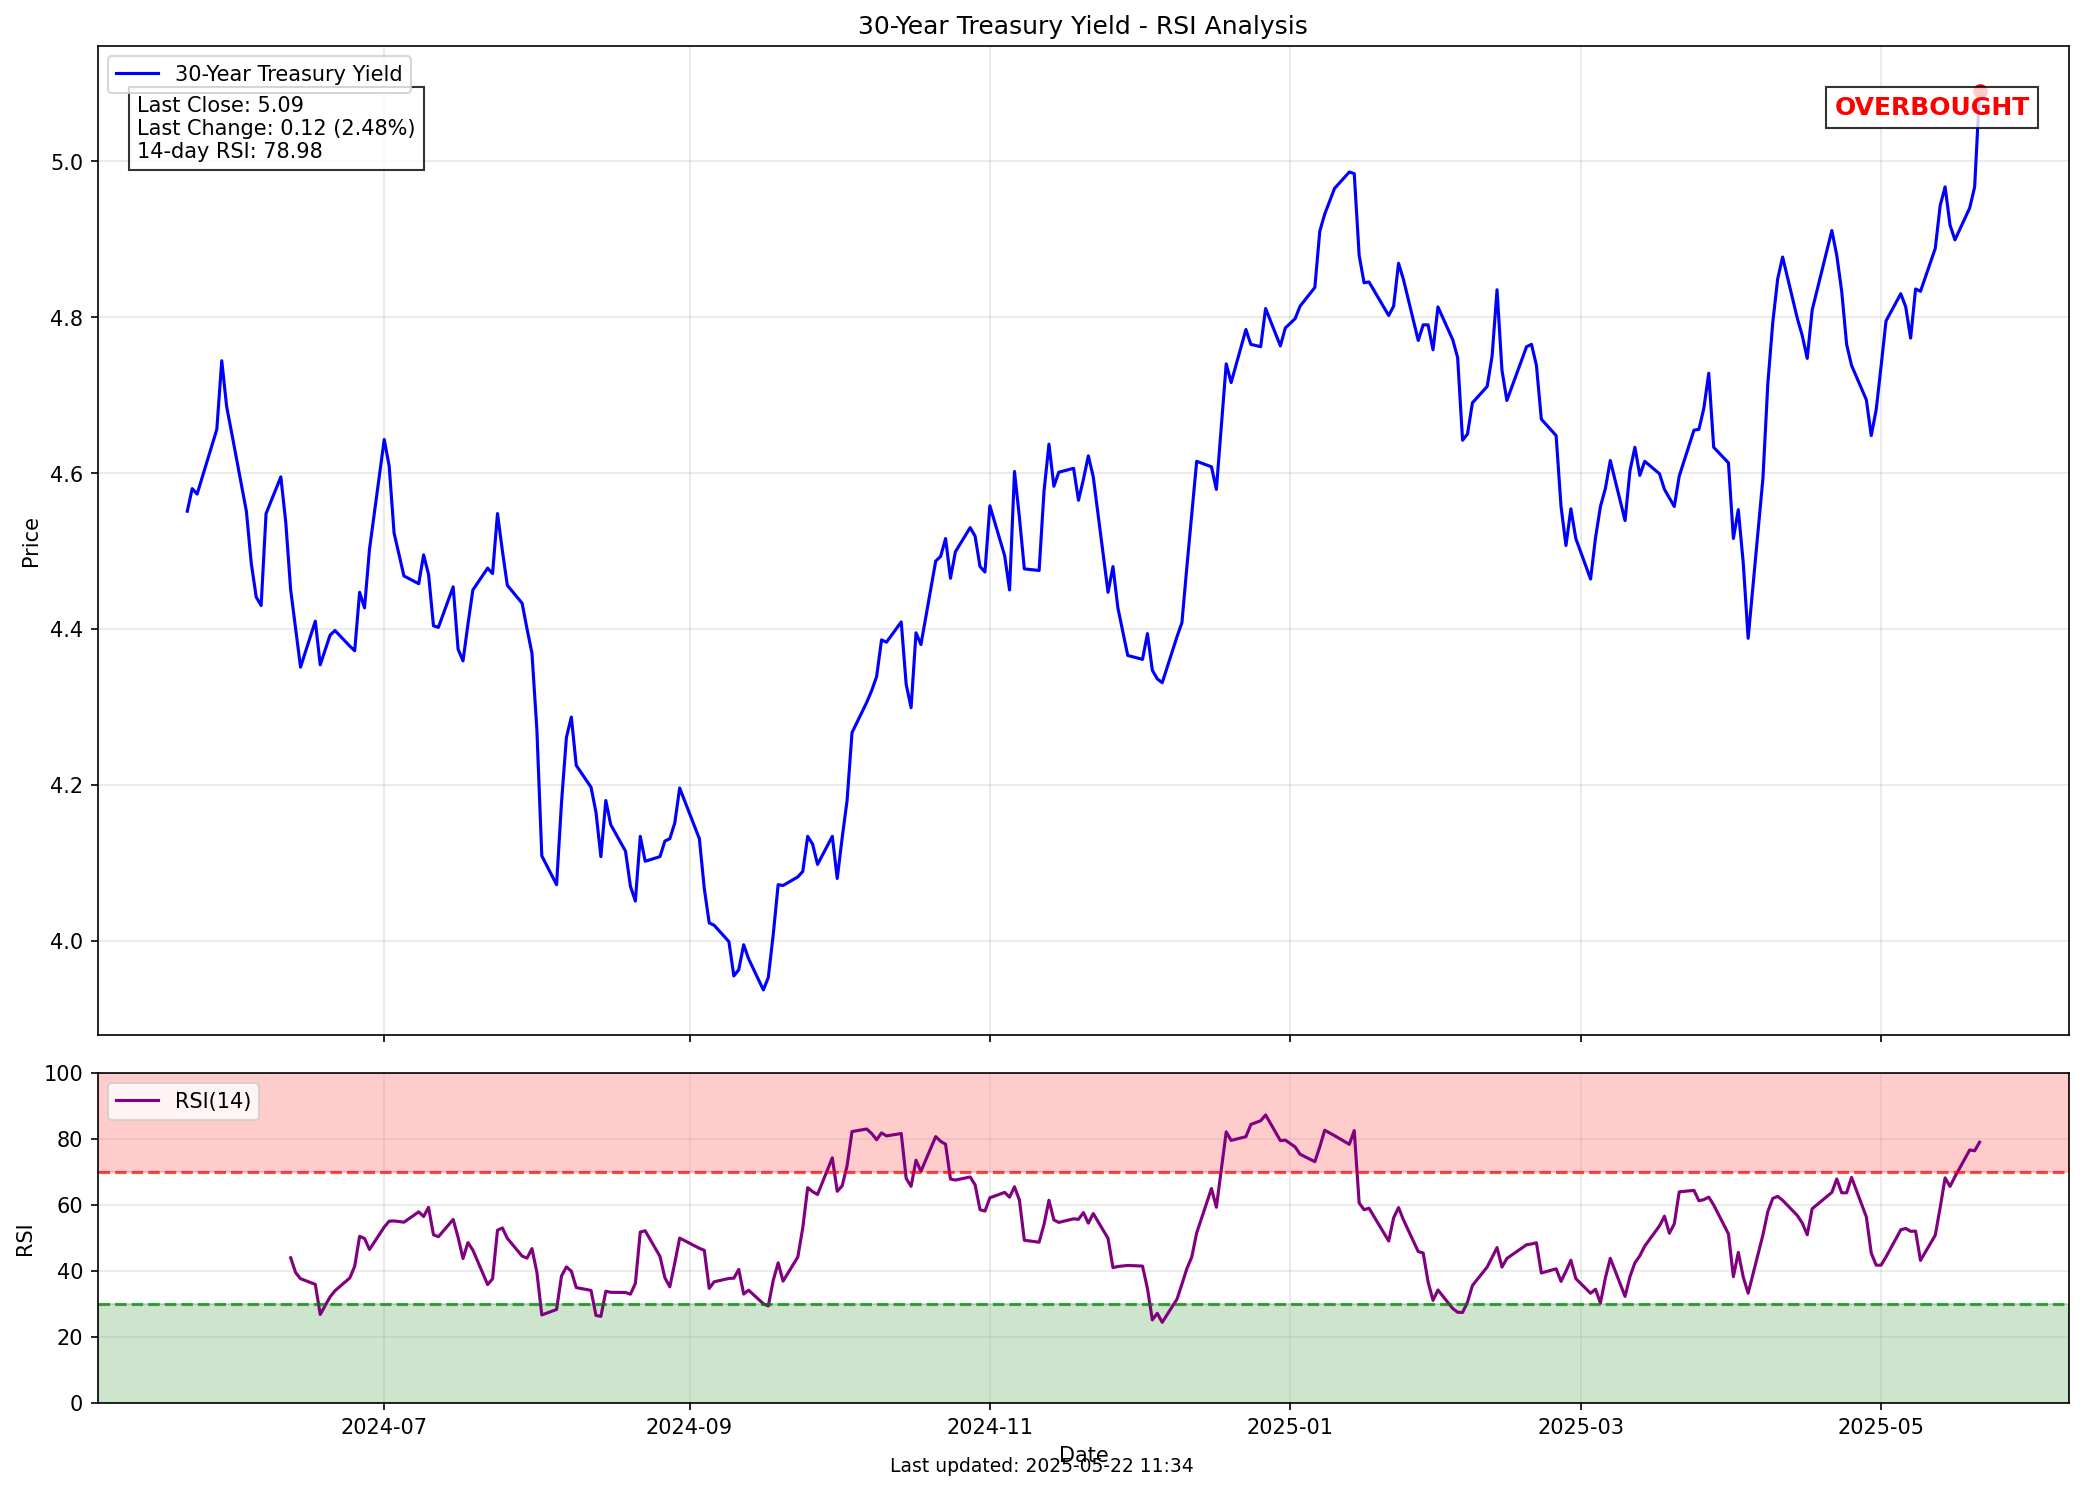 30-Year Treasury Yield - RSI Analysis
30-Year Treasury Yield
Last Close: 5.09
Last Change: 0.12 (2.48%)
14-day RSI: 78.98
OVERBOUGHT
Price
5.0
4.8
4.6
4.4
4.2
4.0
RSI(14)
RSI
100
80
60
40
20
0
2024-07
2024-09
2024-11
2025-01
2025-03
2025-05
Date
Last updated: 2025-05-22 11:34